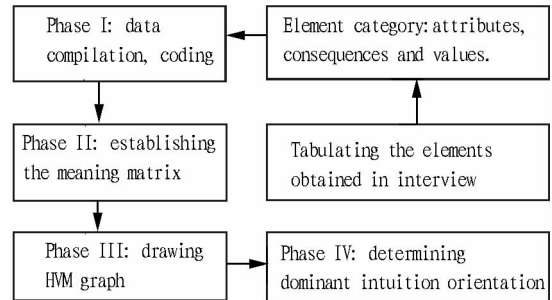 Phase I: data
compilation, coding
Element category: attributes,
consequences and values.
Phase II: establishing
the meaning matrix
Tabulating the elements
obtained in interview
Phase III: drawing
HVM graph
Phase IV: determining
dominant intuition orientation